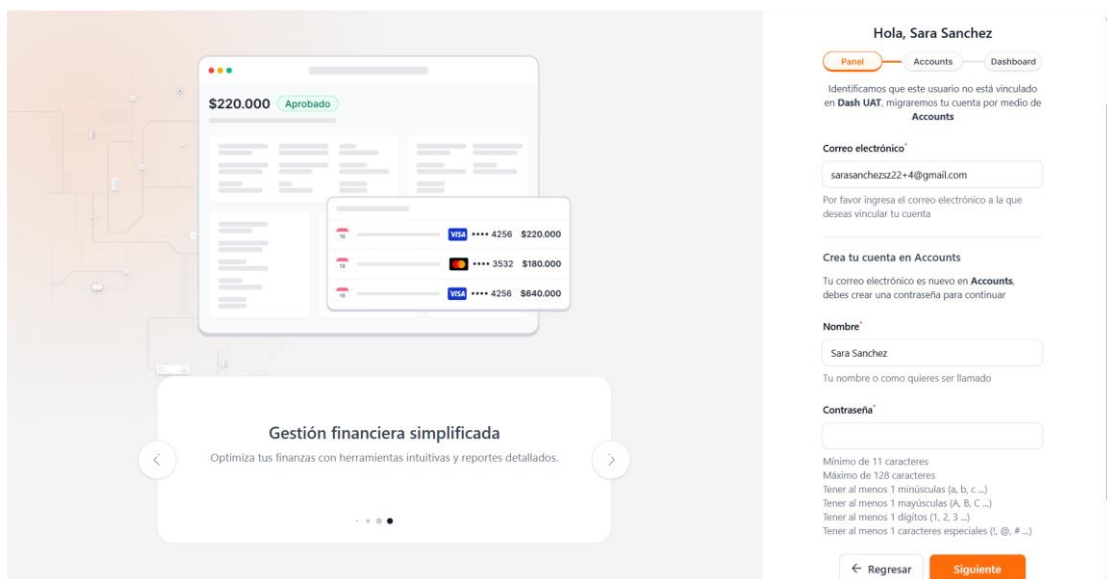 $220.000 Aprobado
18 VISA •••• 4256 $220.000
18 •••• 3532 $180.000
18 VISA •••• 4256 $640.000
Gestión financiera simplificada
Optimiza tus finanzas con herramientas intuitivas y reportes detallados.
Hola, Sara Sanchez
Panel Accounts Dashboard
Identificamos que este usuario no está vinculado
en Dash UAT, migraremos tu cuenta por medio de
Accounts
Correo electrónico*
sarasanchezsz22+4@gmail.com
Por favor ingresa el correo electrónico a la que
deseas vincular tu cuenta
Crea tu cuenta en Accounts
Tu correo electrónico es nuevo en Accounts,
debes crear una contraseña para continuar
Nombre*
Sara Sanchez
Tu nombre o como quieres ser llamado
Contraseña*
Mínimo de 11 caracteres
Máximo de 128 caracteres
Tener al menos 1 minúsculas (a, b, c ...)
Tener al menos 1 mayúsculas (A, B, C ...)
Tener al menos 1 dígitos (1, 2, 3 ...)
Tener al menos 1 caracteres especiales (!, @, # ...)
← Regresar Siguiente